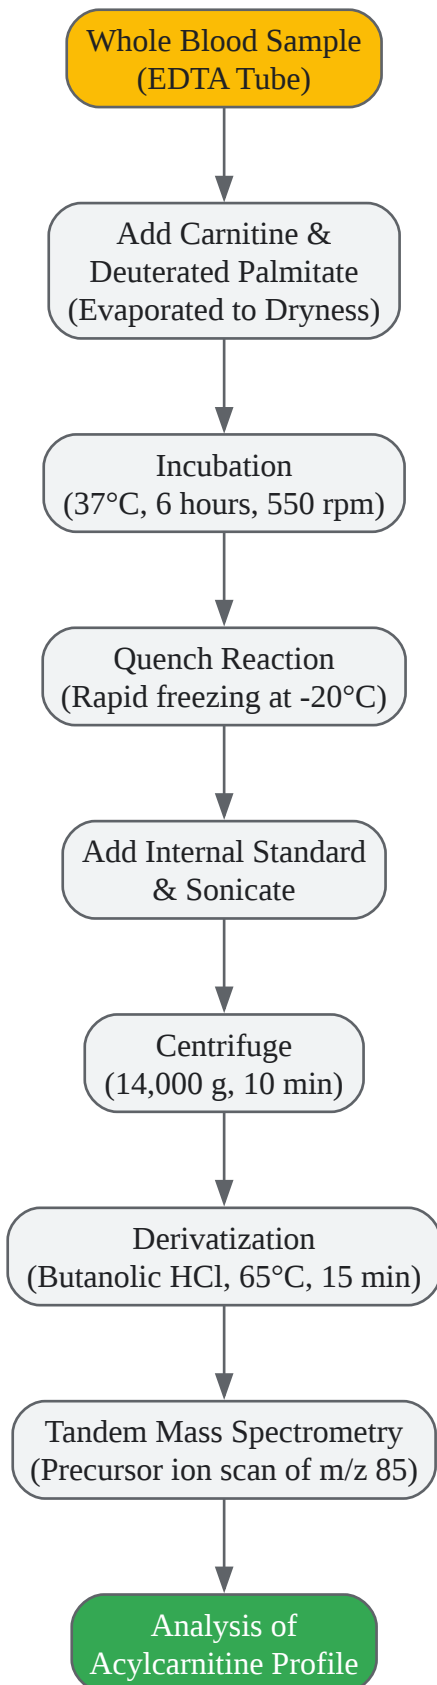 Whole Blood Sample
(EDTA Tube)
Add Carnitine &
Deuterated Palmitate
(Evaporated to Dryness)
Incubation
(37°C, 6 hours, 550 rpm)
Quench Reaction
(Rapid freezing at -20°C)
Add Internal Standard
& Sonicate
Centrifuge
(14,000 g, 10 min)
Derivatization
(Butanolic HCl, 65°C, 15 min)
Tandem Mass Spectrometry
(Precursor ion scan of m/z 85)
Analysis of
Acylcarnitine Profile